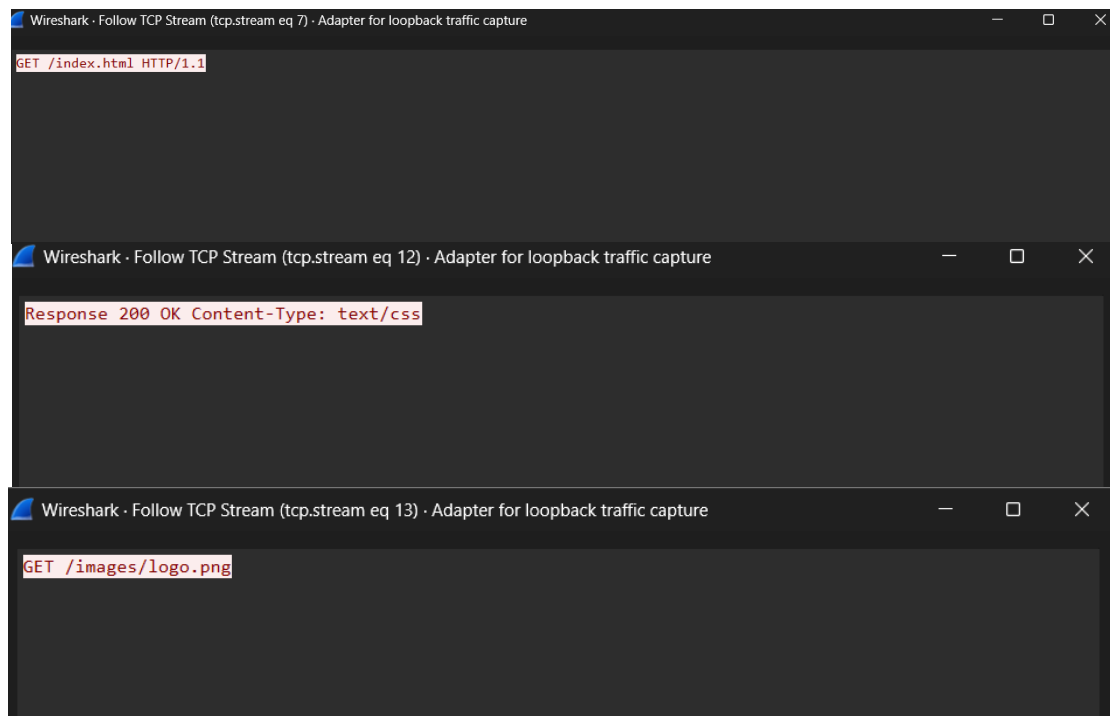 Wireshark · Follow TCP Stream (tcp.stream eq 7) · Adapter for loopback traffic capture
GET /index.html HTTP/1.1
Wireshark · Follow TCP Stream (tcp.stream eq 12) · Adapter for loopback traffic capture
Response 200 OK Content-Type: text/css
Wireshark · Follow TCP Stream (tcp.stream eq 13) · Adapter for loopback traffic capture
GET /images/logo.png